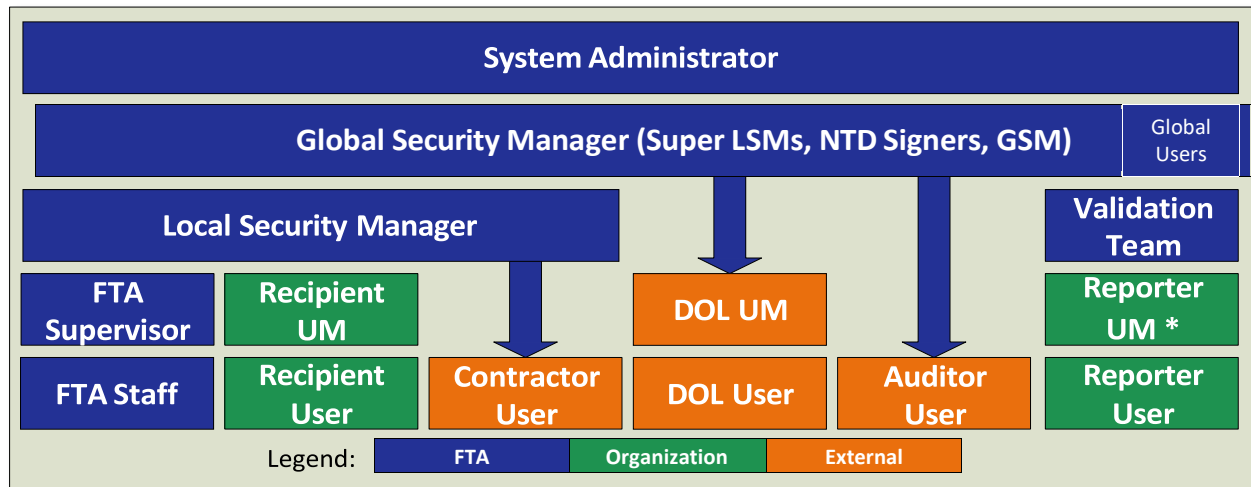 System Administrator
Global Security Manager (Super LSMs, NTD Signers, GSM)
Global
Users
Local Security Manager
Validation
Team
FTA
Supervisor
Recipient
UM
DOL UM
Reporter
UM *
FTA Staff
Recipient
User
Contractor
User
DOL User
Auditor
User
Reporter
User
Legend:
FTA
Organization
External